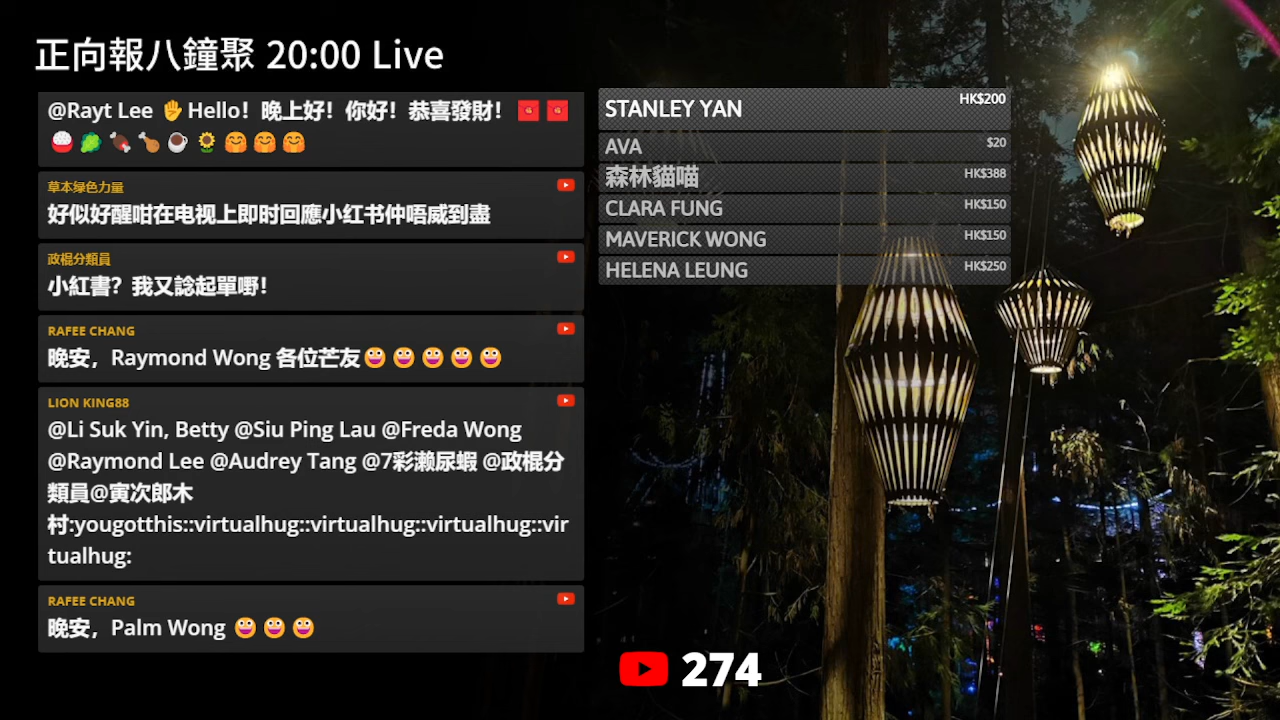 正向報八鐘聚 20:00 Live
@Rayt Lee ✋Hello！晚上好！你好！恭喜發財！🧧🧧
🍚🥬🍖🍗☕🌻🤗🤗🤗
草本绿色力量
好似好醒咁在电视上即时回應小红书仲唔威到盡
政棍分類員
小紅書？我又諗起單嘢！
RAFEE CHANG
晚安，Raymond Wong 各位芒友😀😀😀😀😀
LION KING88
@Li Suk Yin, Betty @Siu Ping Lau @Freda Wong
@Raymond Lee @Audrey Tang @7彩濑尿蝦 @政棍分
類員@寅次郎木
村:yougotthis::virtualhug::virtualhug::virtualhug::vir
tualhug:
RAFEE CHANG
晚安，Palm Wong 😀😀😀
STANLEY YAN HK$200
AVA $20
森林貓喵 HK$388
CLARA FUNG HK$150
MAVERICK WONG HK$150
HELENA LEUNG HK$250
274